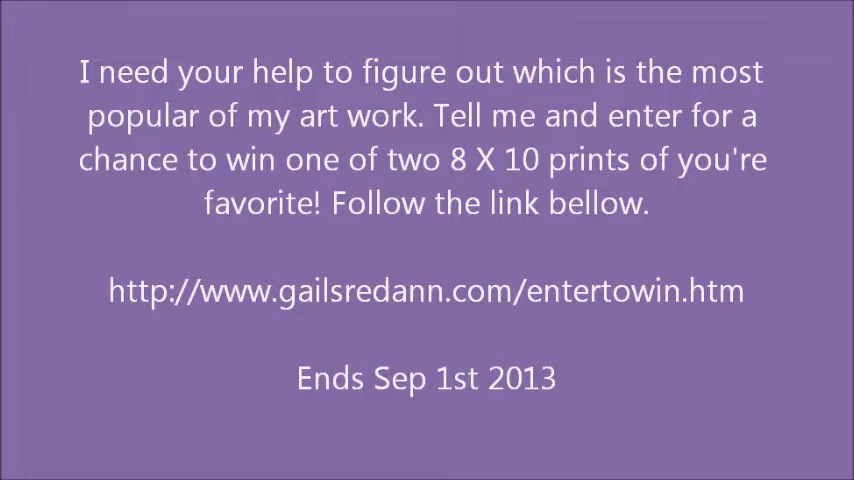 I need your help to figure out which is the most
popular of my art work. Tell me and enter for a
chance to win one of two 8 X 10 prints of you're
favorite! Follow the link bellow.
http://www.gailsredann.com/entertowin.htm
Ends Sep 1st 2013